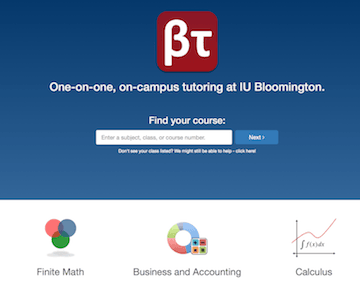 βτ
One-on-one, on-campus tutoring at IU Bloomington.
Find your course:
Enter a subject, class, or course number.
Next ›
Don't see your class listed? We might still be able to help - click here!
∫f(x)dx
Finite Math
Business and Accounting
Calculus